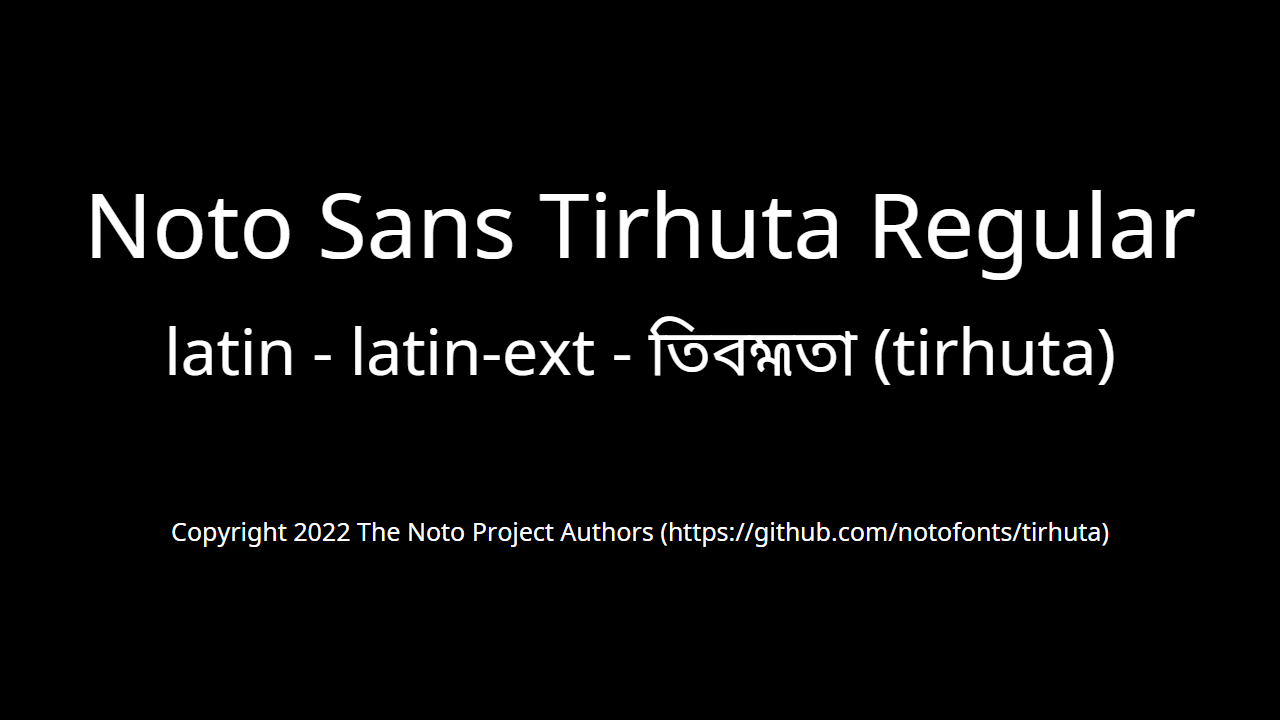 Noto Sans Tirhuta Regular
latin - latin-ext - 𑒞𑒱𑒩𑒯𑒳𑒞𑒰 (tirhuta)
Copyright 2022 The Noto Project Authors (https://github.com/notofonts/tirhuta)